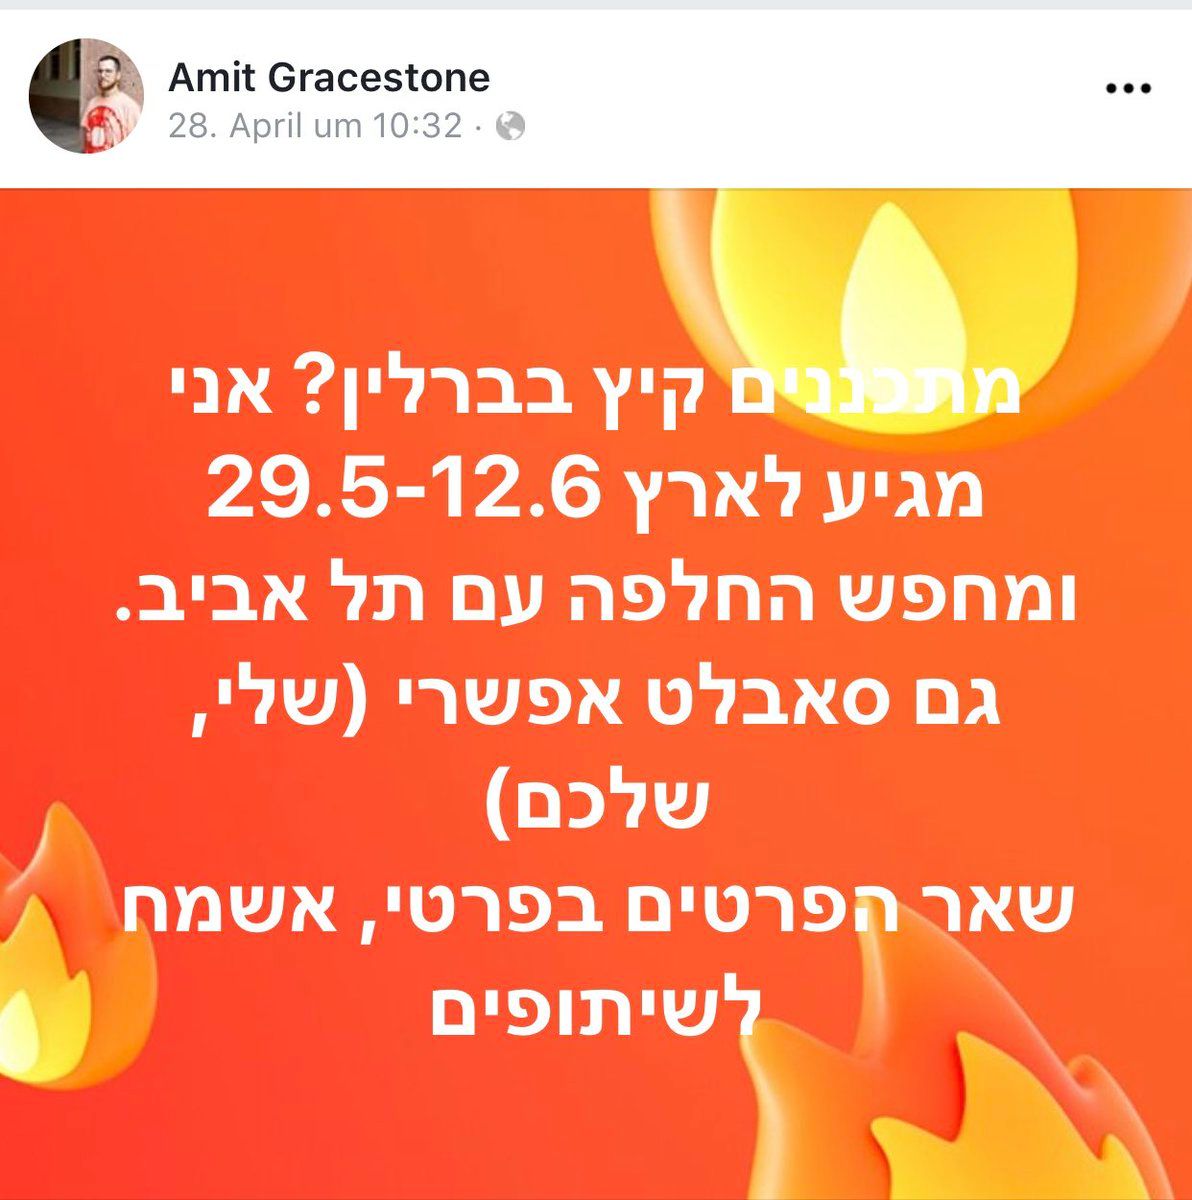 Amit Gracestone
28. April um 10:32 ·
מתכננים קיץ בברלין? אני
מגיע לארץ 29.5-12.6
ומחפש החלפה עם תל אביב.
גם סאבלט אפשרי (שלי,
שלכם)
שאר הפרטים בפרטי, אשמח
לשיתופים